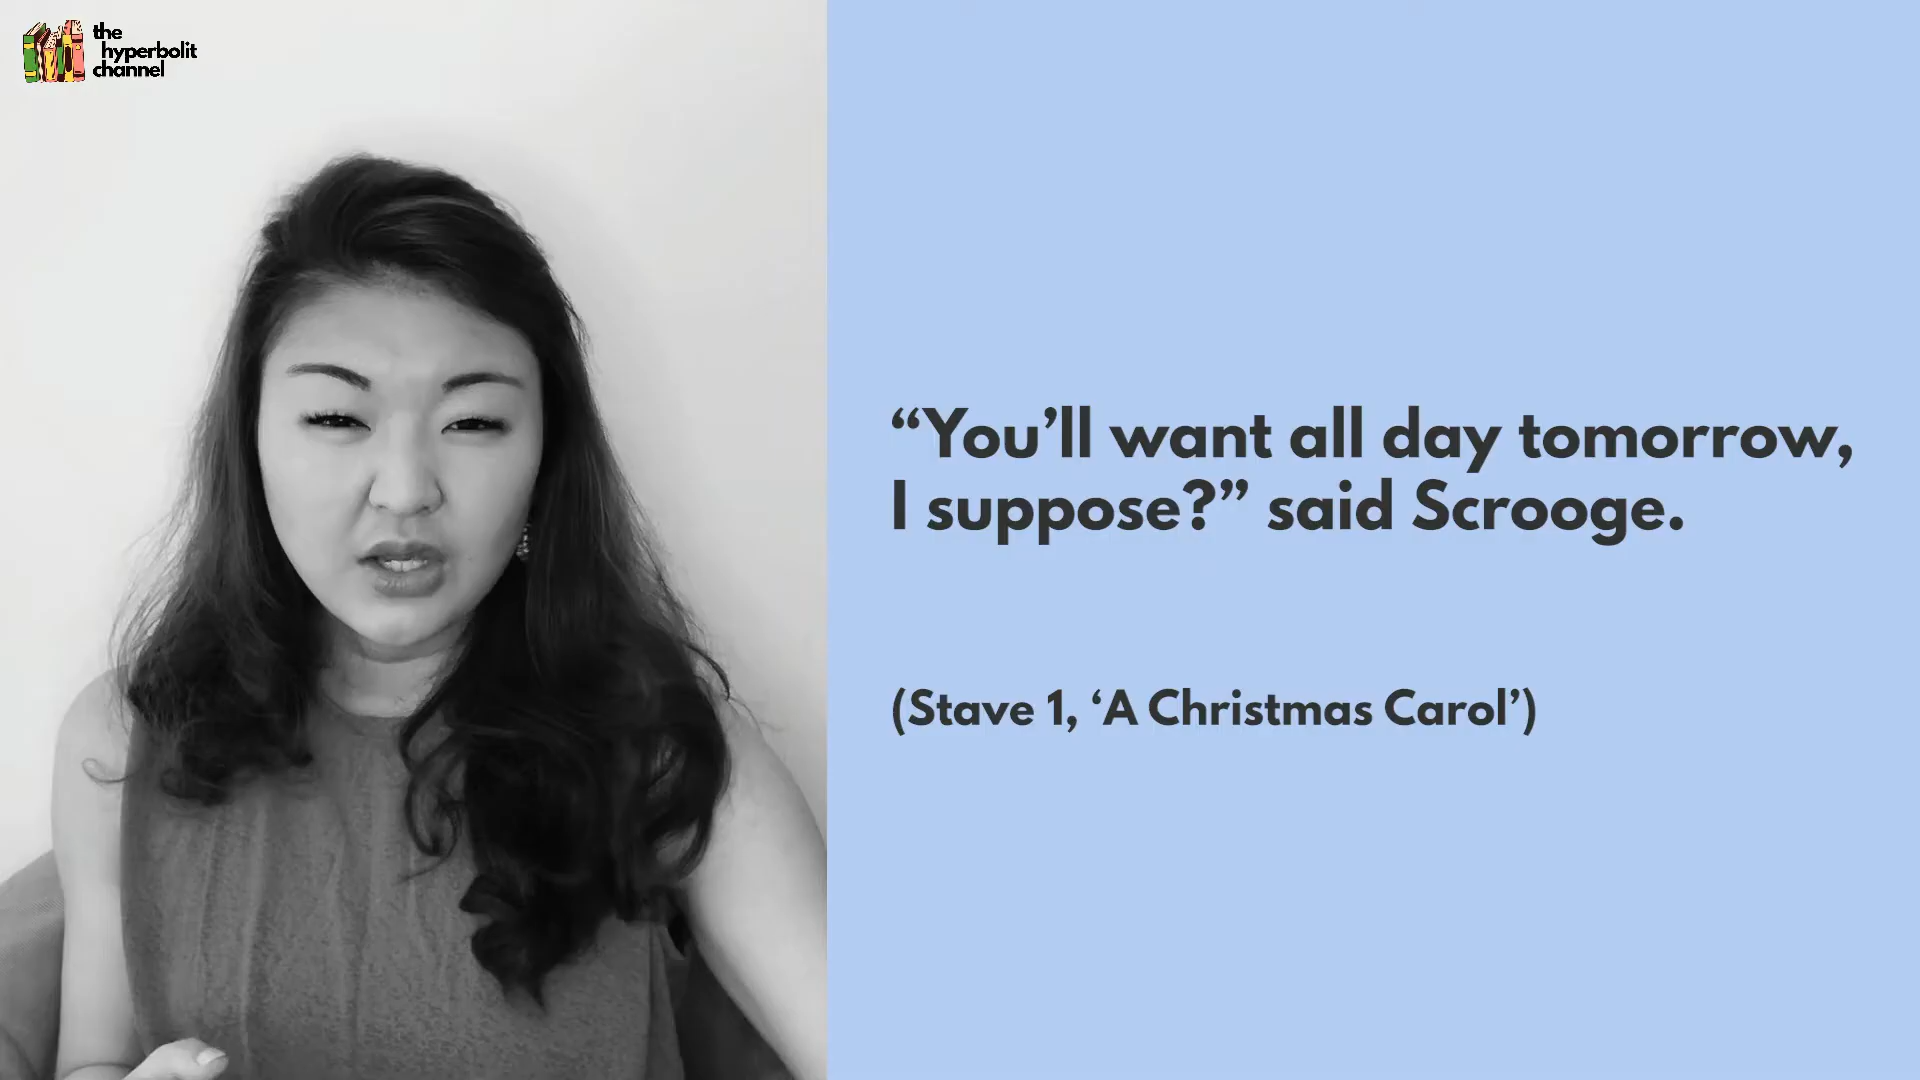 the
hyperbolit
channel
“You’ll want all day tomorrow,
I suppose?” said Scrooge.
(Stave 1, ‘A Christmas Carol’)